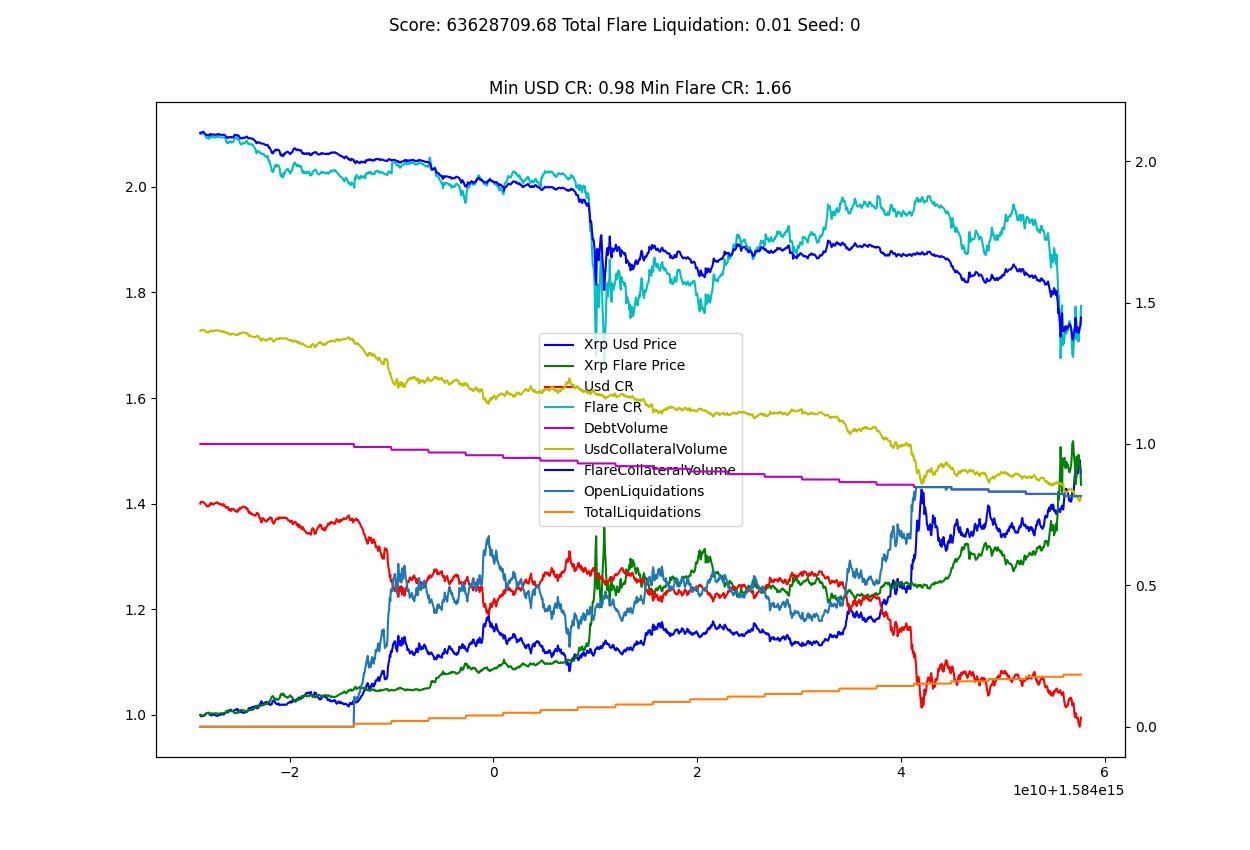 Score: 63628709.68 Total Flare Liquidation: 0.01 Seed: 0
Min USD CR: 0.98 Min Flare CR: 1.66
2.0
1.8
1.6
1.4
1.2
1.0
2.0
1.5
1.0
0.5
0.0
Xrp Usd Price
Xrp Flare Price
Usd CR
Flare CR
DebtVolume
UsdCollateralVolume
FlareCollateralVolume
OpenLiquidations
TotalLiquidations
−2
0
2
4
6
1e10+1.584e15